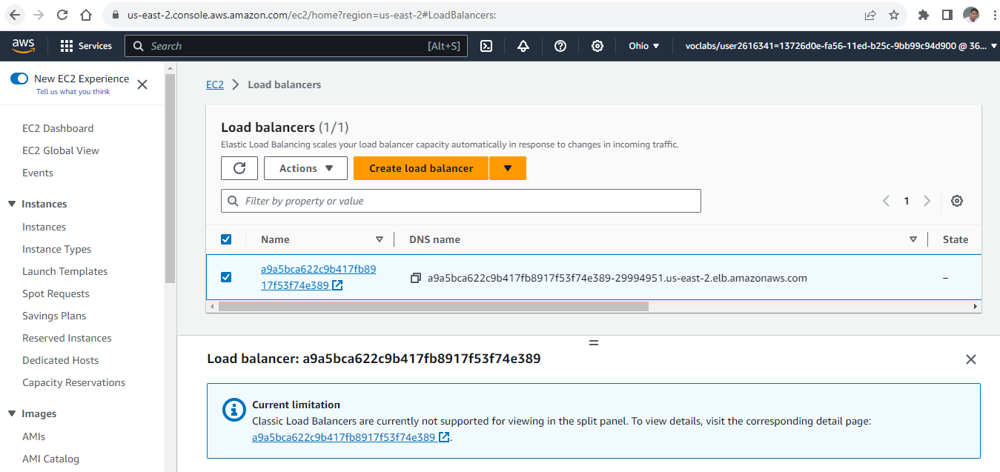 us-east-2.console.aws.amazon.com/ec2/home?region=us-east-2#LoadBalancers:
aws
Services
Search
[Alt+S]
Ohio ▼
voclabs/user2616341=13726d0e-fa56-11ed-b25c-9bb99c94d900 @ 36... ▼
New EC2 Experience
Tell us what you think
EC2 Dashboard
EC2 Global View
Events
Instances
Instances
Instance Types
Launch Templates
Spot Requests
Savings Plans
Reserved Instances
Dedicated Hosts
Capacity Reservations
Images
AMIs
AMI Catalog
EC2 > Load balancers
Load balancers (1/1)
Elastic Load Balancing scales your load balancer capacity automatically in response to changes in incoming traffic.
Actions ▼
Create load balancer ▼
Filter by property or value
1
Name
DNS name
State
a9a5bca622c9b417fb89
17f53f74e389
a9a5bca622c9b417fb8917f53f74e389-29994951.us-east-2.elb.amazonaws.com
–
Load balancer: a9a5bca622c9b417fb8917f53f74e389
Current limitation
Classic Load Balancers are currently not supported for viewing in the split panel. To view details, visit the corresponding detail page:
a9a5bca622c9b417fb8917f53f74e389.